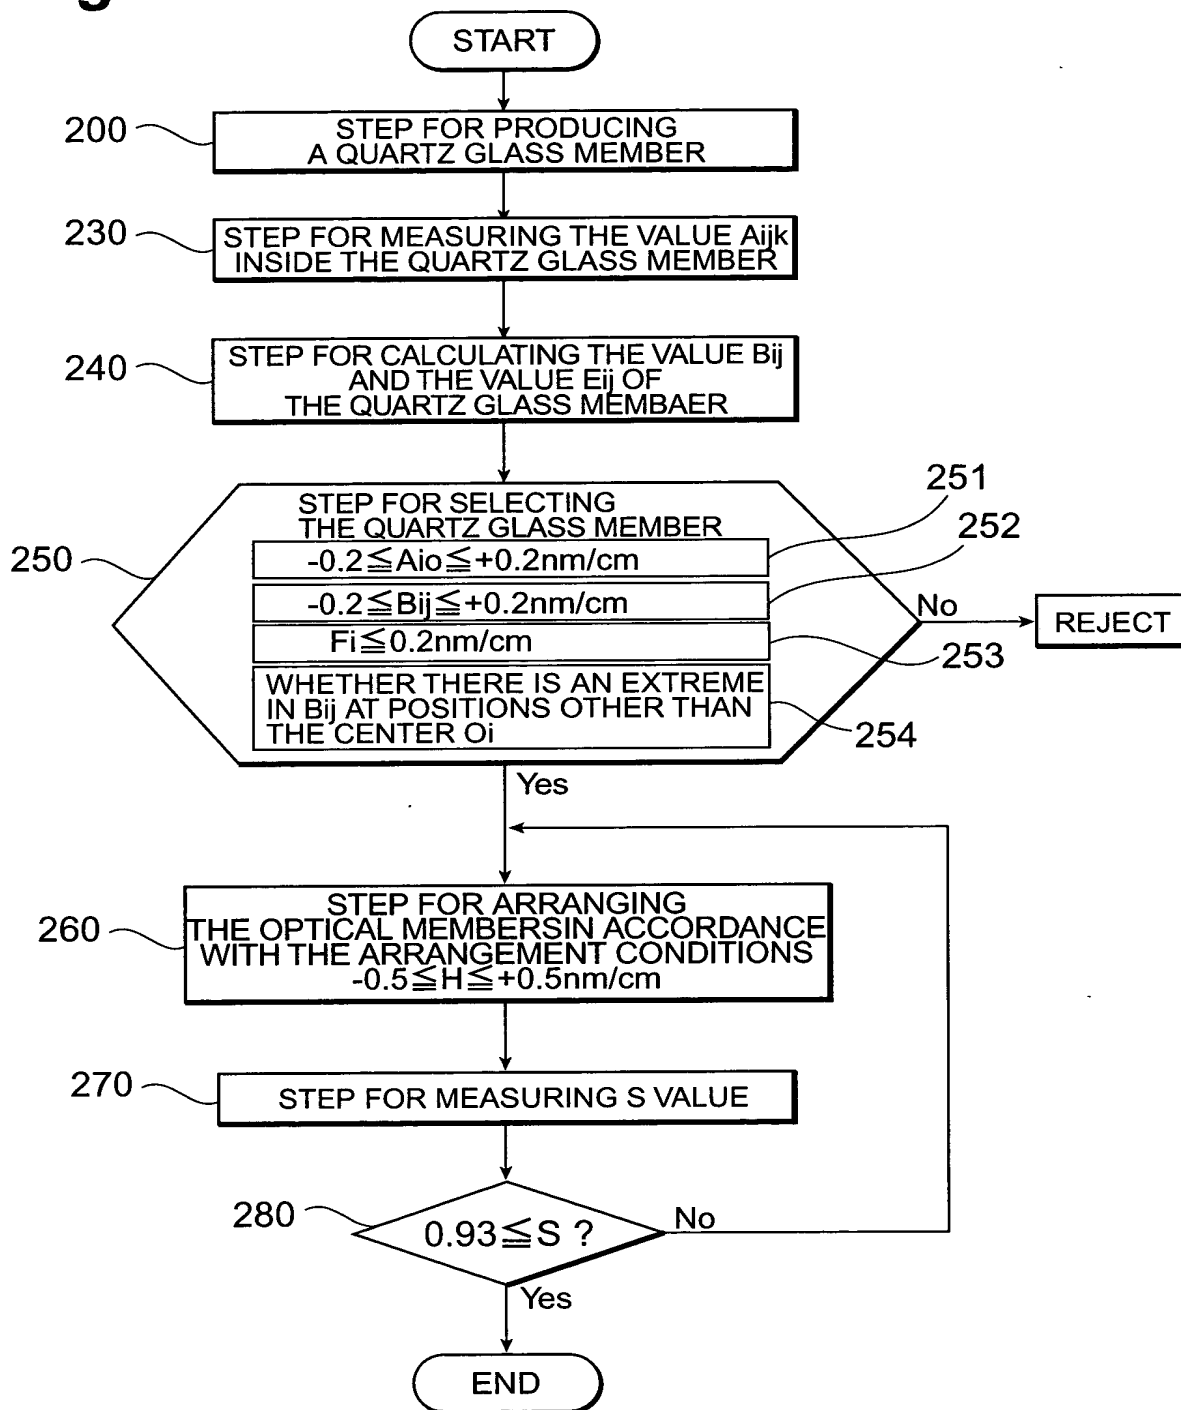 g
START
200
STEP FOR PRODUCING
A QUARTZ GLASS MEMBER
230
STEP FOR MEASURING THE VALUE Aijk
INSIDE THE QUARTZ GLASS MEMBER
240
STEP FOR CALCULATING THE VALUE Bij
AND THE VALUE Eij OF
THE QUARTZ GLASS MEMBAER
250
STEP FOR SELECTING
THE QUARTZ GLASS MEMBER
251
-0.2≦Aio≦+0.2nm/cm
252
-0.2≦Bij≦+0.2nm/cm
253
Fi≦0.2nm/cm
254
WHETHER THERE IS AN EXTREME
IN Bij AT POSITIONS OTHER THAN
THE CENTER Oi
No
REJECT
Yes
260
STEP FOR ARRANGING
THE OPTICAL MEMBERSIN ACCORDANCE
WITH THE ARRANGEMENT CONDITIONS
-0.5≦H≦+0.5nm/cm
270
STEP FOR MEASURING S VALUE
280
0.93≦S ?
No
Yes
END